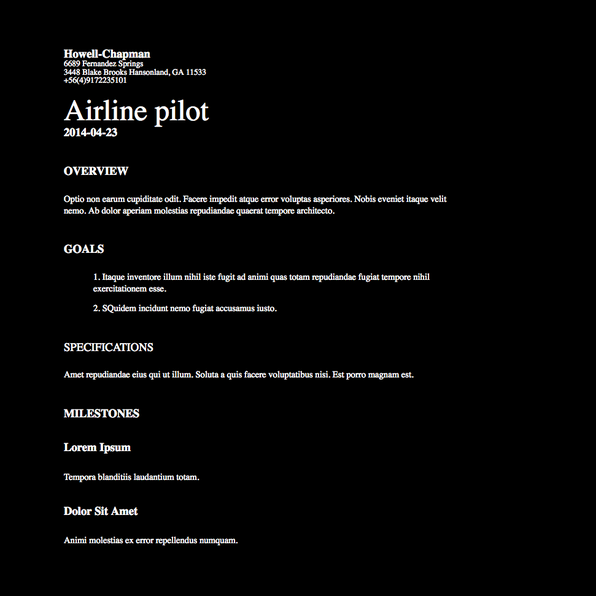 Howell-Chapman
6689 Fernandez Springs
3448 Blake Brooks Hansonland, GA 11533
+56(4)9172235101
Airline pilot
2014-04-23
OVERVIEW
Optio non earum cupiditate odit. Facere impedit atque error voluptas asperiores. Nobis eveniet itaque velit
nemo. Ab dolor aperiam molestias repudiandae quaerat tempore architecto.
GOALS
1. Itaque inventore illum nihil iste fugit ad animi quas totam repudiandae fugiat tempore nihil
exercitationem esse.
2. SQuidem incidunt nemo fugiat accusamus iusto.
SPECIFICATIONS
Amet repudiandae eius qui ut illum. Soluta a quis facere voluptatibus nisi. Est porro magnam est.
MILESTONES
Lorem Ipsum
Tempora blanditiis laudantium totam.
Dolor Sit Amet
Animi molestias ex error repellendus numquam.